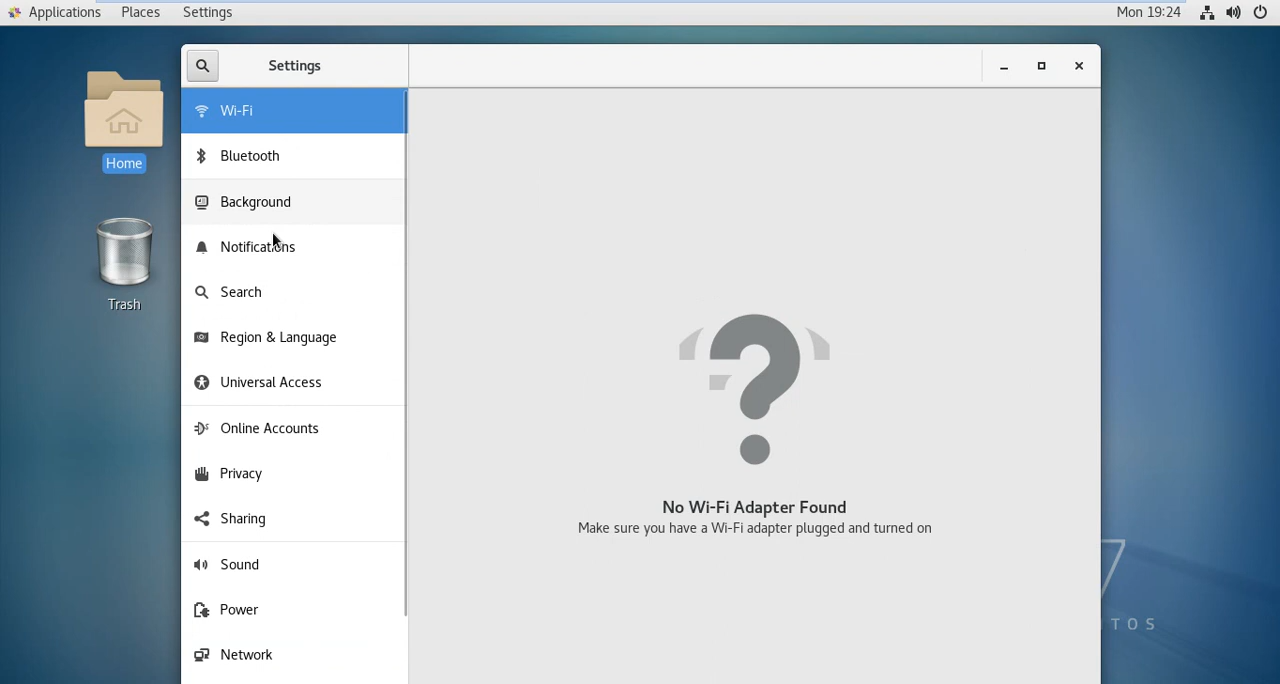 Applications Places Settings Mon 19:24
Settings
Home
Trash
Wi-Fi
Bluetooth
Background
Notifications
Search
Region & Language
Universal Access
Online Accounts
Privacy
Sharing
Sound
Power
Network
No Wi-Fi Adapter Found
Make sure you have a Wi-Fi adapter plugged and turned on
7
TOS